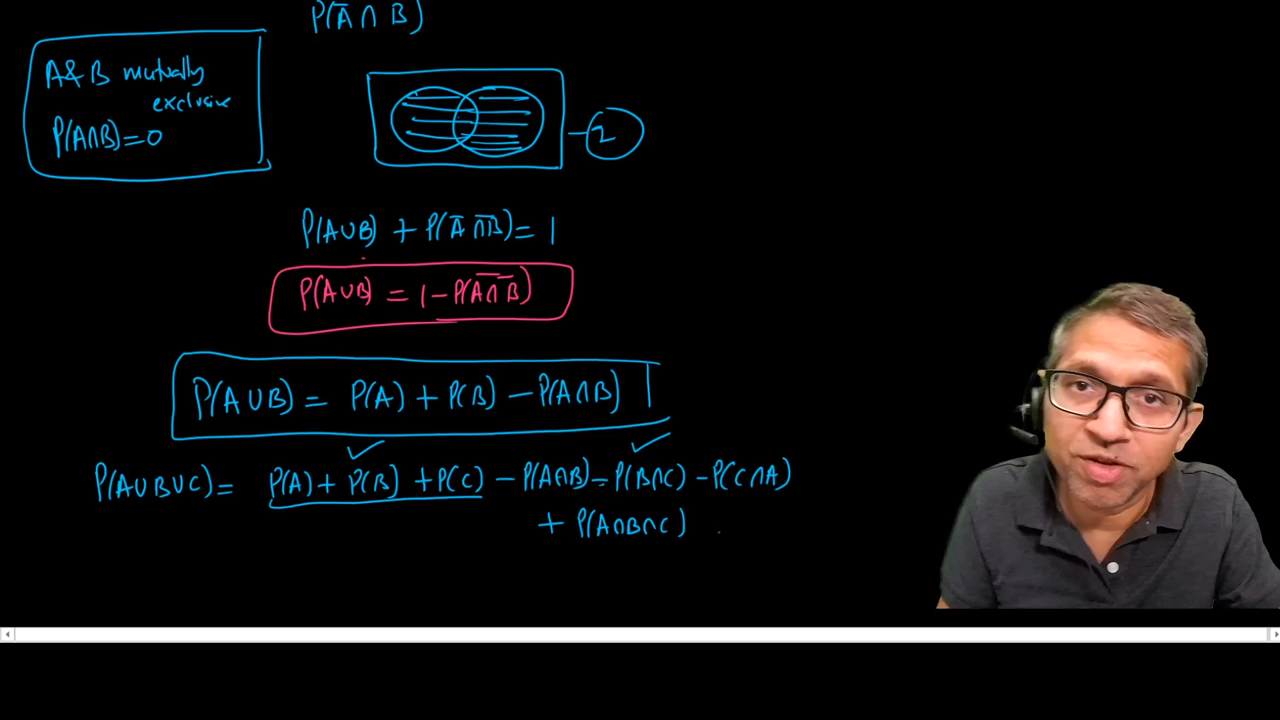 P(A̅ ∩ B)
A&B mutually
exclusive
P(A∩B)=0
2
P(A∪B) + P(A̅ ∩ B̅) = 1
P(A∪B) = 1 - P(A̅ ∩ B̅)
P(A∪B) = P(A) + P(B) - P(A∩B)
P(A∪B∪C) = P(A) + P(B) + P(C) - P(A∩B) - P(B∩C) - P(C∩A)
+ P(A∩B∩C)